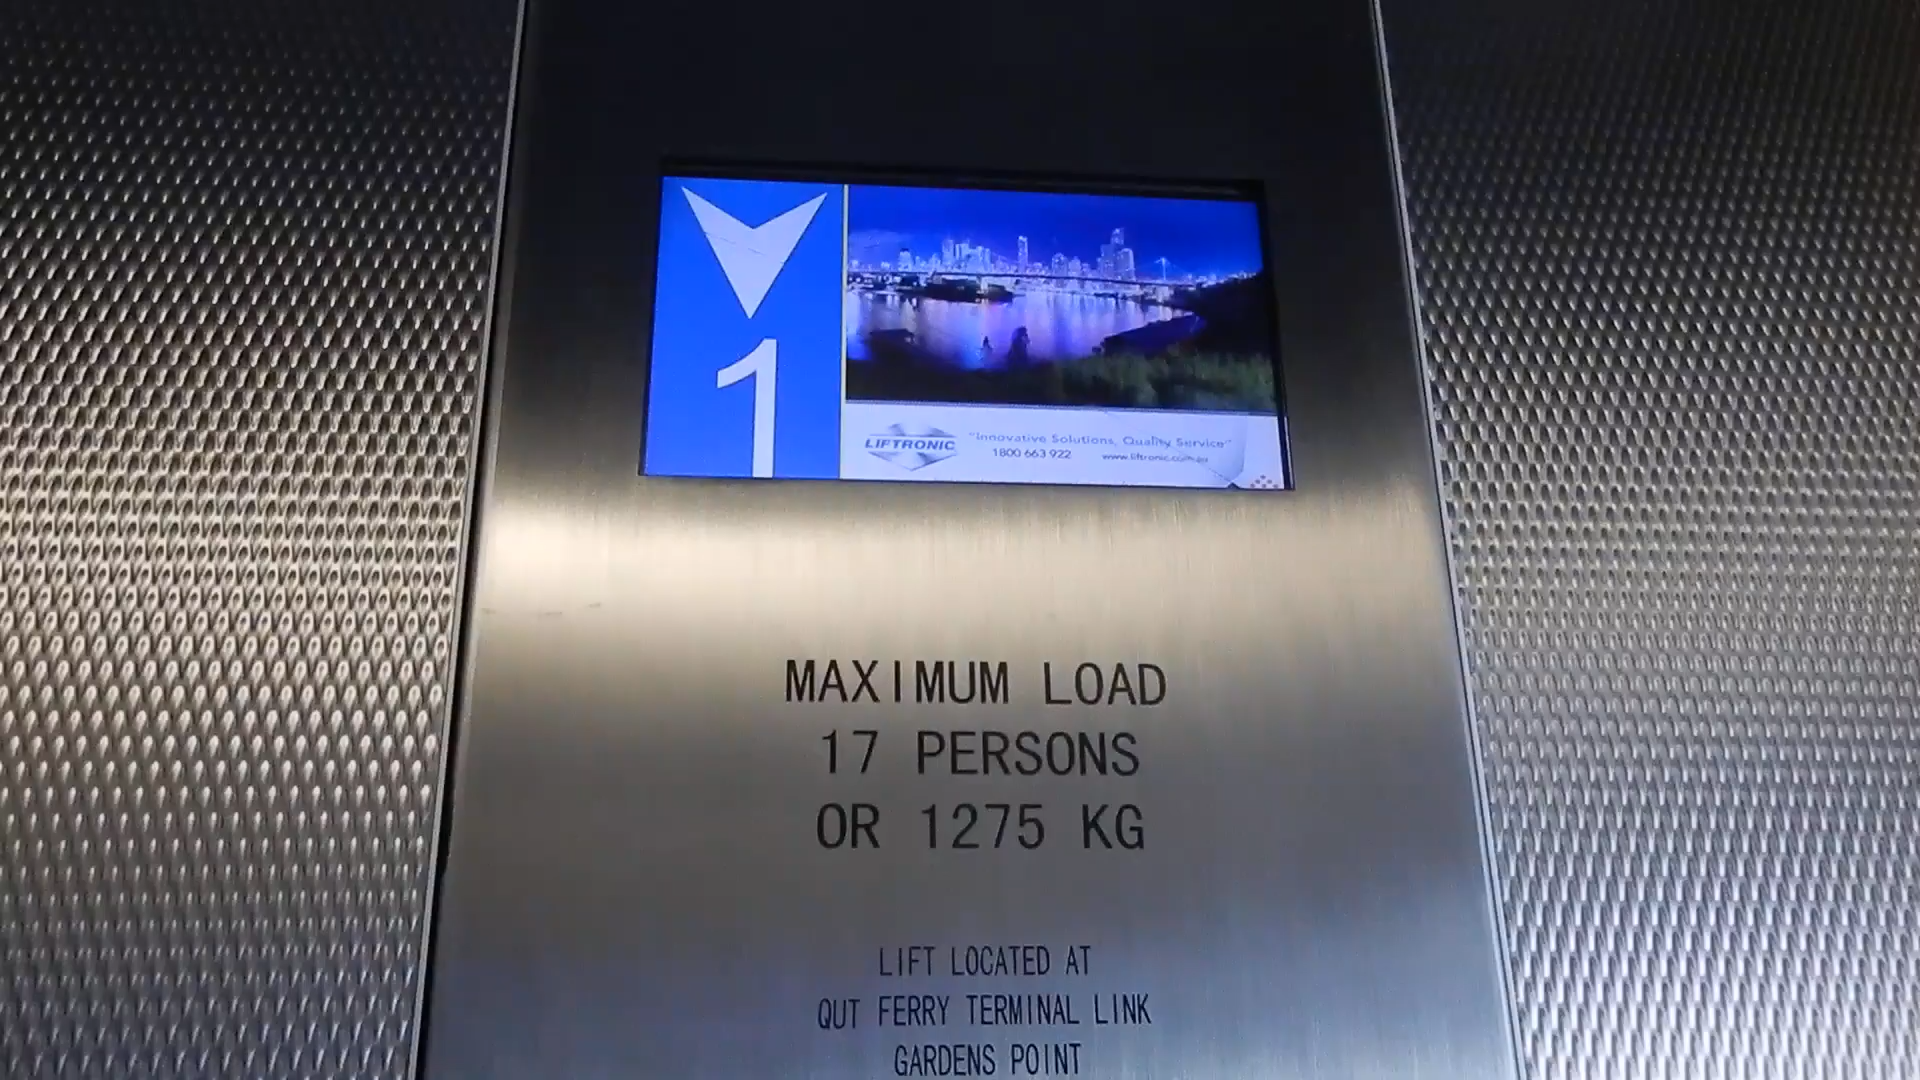 1
LIFTRONIC
"Innovative Solutions, Quality Service"
1800 663 922 www.liftronic.com.au
MAXIMUM LOAD
17 PERSONS
OR 1275 KG
LIFT LOCATED AT
QUT FERRY TERMINAL LINK
GARDENS POINT